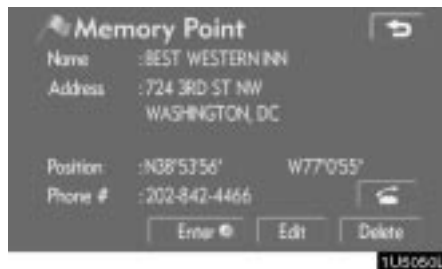 Memory Point
Name :BEST WESTERN INN
Address :724 3RD ST NW
WASHINGTON, DC
Position :N38°53'56" W77°0'55"
Phone # :202-842-4466
Enter Edit Delete
1U5050L